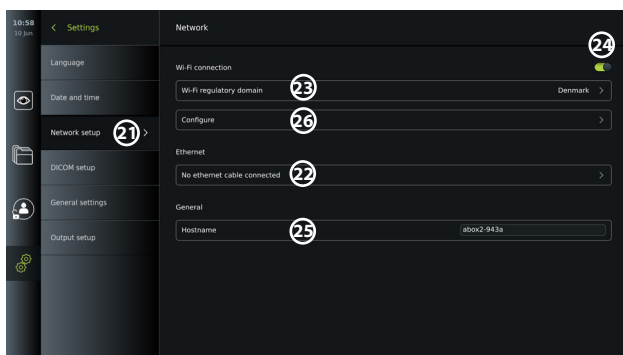 10:58
10 Jun
Settings
Language
Date and time
Network setup 21
DICOM setup
General settings
Output setup
Network
24
Wi-Fi connection
Wi-Fi regulatory domain 23 Denmark
Configure 26
Ethernet
No ethernet cable connected 22
General
Hostname 25 abox2-943a